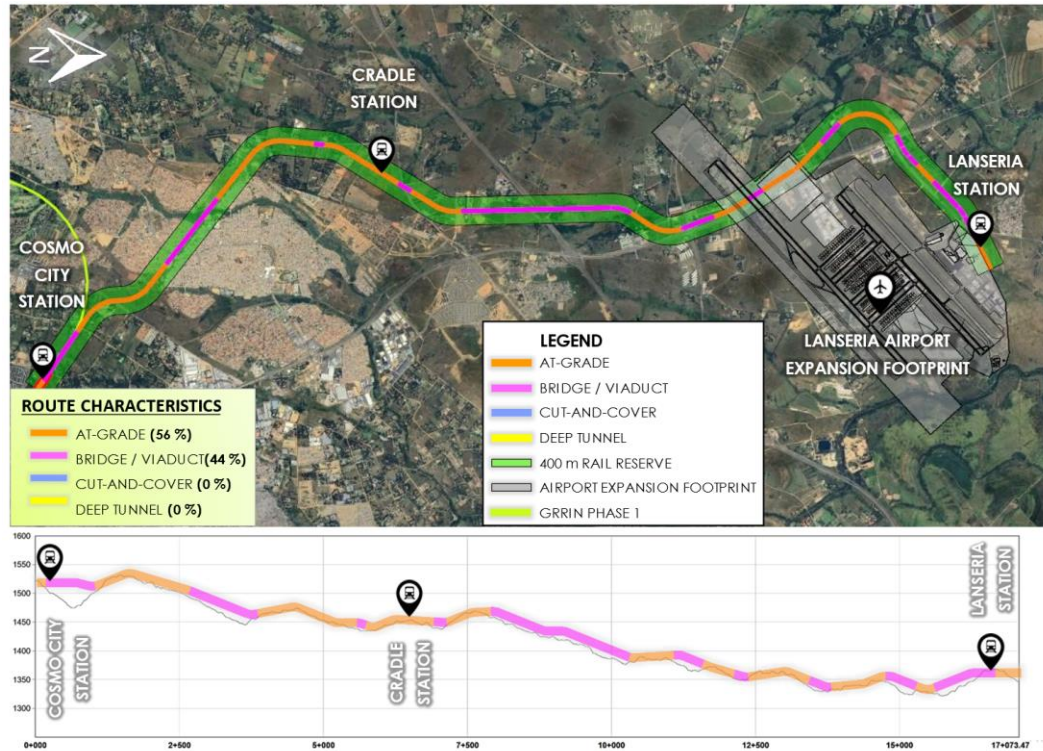 N
CRADLE
STATION
LANSERIA
STATION
COSMO
CITY
STATION
LANSERIA AIRPORT
EXPANSION FOOTPRINT
ROUTE CHARACTERISTICS
AT-GRADE (56 %)
BRIDGE / VIADUCT(44 %)
CUT-AND-COVER (0 %)
DEEP TUNNEL (0 %)
LEGEND
AT-GRADE
BRIDGE / VIADUCT
CUT-AND-COVER
DEEP TUNNEL
400 m RAIL RESERVE
AIRPORT EXPANSION FOOTPRINT
GRRIN PHASE 1
1600
1550
1500
1450
1400
1350
1300
COSMO CITY
STATION
CRADLE
STATION
LANSERIA
STATION
0+000
2+500
5+000
7+500
10+000
12+500
15+000
17+073.47